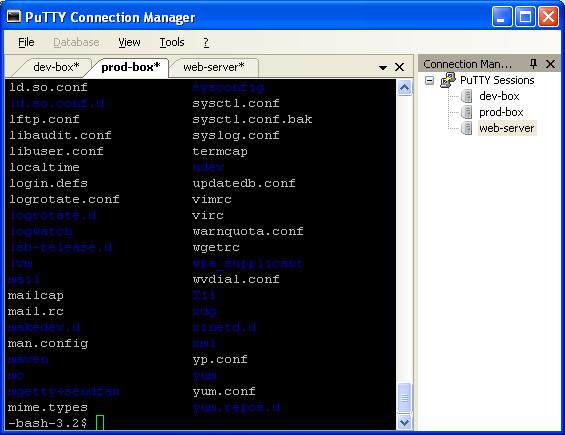 PuTTY Connection Manager
File Database View Tools ?
dev-box* prod-box* web-server*
ld.so.conf sysconfig
ld.so.conf.d sysctl.conf
lftp.conf sysctl.conf.bak
libaudit.conf syslog.conf
libuser.conf termcap
localtime udev
login.defs updatedb.conf
logrotate.conf vimrc
logrotate.d virc
logwatch warnquota.conf
lsb-release.d wgetrc
lvm wpa_supplicant
mail wvdial.conf
mailcap X11
mail.rc xdg
makedev.d xinetd.d
man.config xml
maven yp.conf
mc yum
mgetty+sendfax yum.conf
mime.types yum.repos.d
-bash-3.2$
Connection Man...
PuTTY Sessions
dev-box
prod-box
web-server